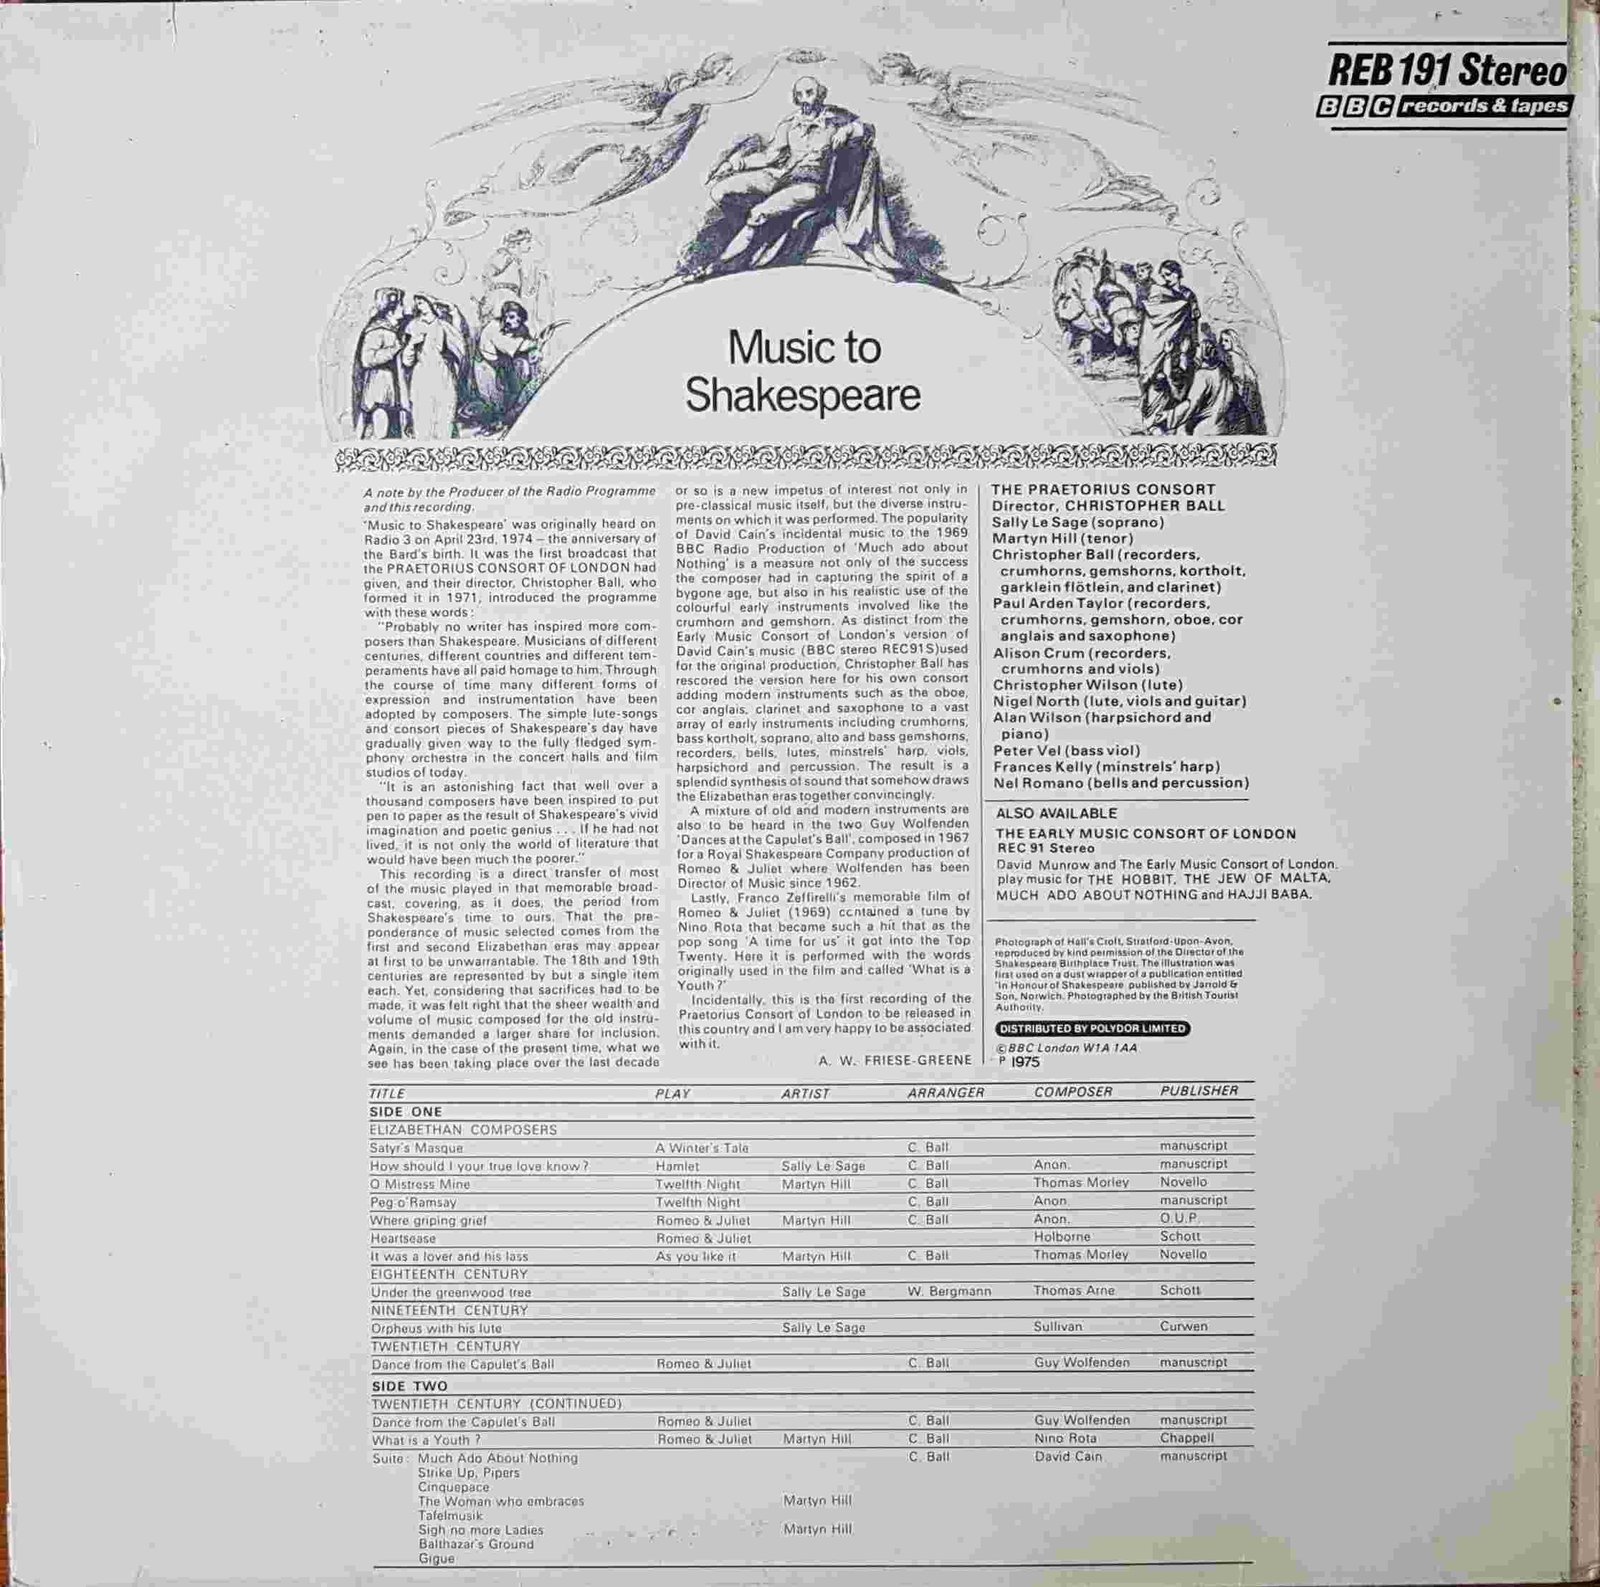 REB 191 Stereo
BBC records & tapes
Music to
Shakespeare
A note by the Producer of the Radio Programme
and this recording.
'Music to Shakespeare' was originally heard on
Radio 3 on April 23rd, 1974 – the anniversary of
the Bard's birth. It was the first broadcast that
the PRAETORIUS CONSORT OF LONDON had
given, and their director, Christopher Ball, who
formed it in 1971, introduced the programme
with these words:
"Probably no writer has inspired more com-
posers than Shakespeare. Musicians of different
centuries, different countries and different tem-
peraments have all paid homage to him. Through
the course of time many different forms of
expression and instrumentation have been
adopted by composers. The simple lute-songs
and consort pieces of Shakespeare's day have
gradually given way to the fully fledged sym-
phony orchestra in the concert halls and film
studios of today.
"It is an astonishing fact that well over a
thousand composers have been inspired to put
pen to paper as the result of Shakespeare's vivid
imagination and poetic genius . . . If he had not
lived, it is not only the world of literature that
would have been much the poorer."
This recording is a direct transfer of most
of the music played in that memorable broad-
cast, covering, as it does, the period from
Shakespeare's time to ours. That the pre-
ponderance of music selected comes from the
first and second Elizabethan eras may appear
at first to be unwarrantable. The 18th and 19th
centuries are represented by but a single item
each. Yet, considering that sacrifices had to be
made, it was felt right that the sheer wealth and
volume of music composed for the old instru-
ments demanded a larger share for inclusion.
Again, in the case of the present time, what we
see has been taking place over the last decade
or so is a new impetus of interest not only in
pre-classical music itself, but the diverse instru-
ments on which it was performed. The popularity
of David Cain's incidental music to the 1969
BBC Radio Production of 'Much ado about
Nothing' is a measure not only of the success
the composer had in capturing the spirit of a
bygone age, but also in his realistic use of the
colourful early instruments involved like the
crumhorn and gemshorn. As distinct from the
Early Music Consort of London's version of
David Cain's music (BBC stereo REC91S)used
for the original production, Christopher Ball has
rescored the version here for his own consort
adding modern instruments such as the oboe,
cor anglais, clarinet and saxophone to a vast
array of early instruments including crumhorns,
bass kortholt, soprano, alto and bass gemshorns,
recorders, bells, lutes, minstrels' harp, viols,
harpsichord and percussion. The result is a
splendid synthesis of sound that somehow draws
the Elizabethan eras together convincingly.
A mixture of old and modern instruments are
also to be heard in the two Guy Wolfenden
'Dances at the Capulet's Ball', composed in 1967
for a Royal Shakespeare Company production of
Romeo & Juliet where Wolfenden has been
Director of Music since 1962.
Lastly, Franco Zeffirelli's memorable film of
Romeo & Juliet (1969) contained a tune by
Nino Rota that became such a hit that as the
pop song 'A time for us' it got into the Top
Twenty. Here it is performed with the words
originally used in the film and called 'What is a
Youth?'
Incidentally, this is the first recording of the
Praetorius Consort of London to be released in
this country and I am very happy to be associated
with it.
A. W. FRIESE-GREENE
THE PRAETORIUS CONSORT
Director, CHRISTOPHER BALL
Sally Le Sage (soprano)
Martyn Hill (tenor)
Christopher Ball (recorders,
crumhorns, gemshorns, kortholt,
garklein flötlein, and clarinet)
Paul Arden Taylor (recorders,
crumhorns, gemshorn, oboe, cor
anglais and saxophone)
Alison Crum (recorders,
crumhorns and viols)
Christopher Wilson (lute)
Nigel North (lute, viols and guitar)
Alan Wilson (harpsichord and
piano)
Peter Vel (bass viol)
Frances Kelly (minstrels' harp)
Nel Romano (bells and percussion)
ALSO AVAILABLE
THE EARLY MUSIC CONSORT OF LONDON
REC 91 Stereo
David Munrow and The Early Music Consort of London.
play music for THE HOBBIT, THE JEW OF MALTA,
MUCH ADO ABOUT NOTHING and HAJJI BABA.
Photograph of Hall's Croft, Stratford-Upon-Avon,
reproduced by kind permission of the Director of the
Shakespeare Birthplace Trust. The illustration was
first used on a dust wrapper of a publication entitled
'In Honour of Shakespeare published by Jarrold &
Son, Norwich. Photographed by the British Tourist
Authority.
DISTRIBUTED BY POLYDOR LIMITED
© BBC London W1A 1AA
P 1975
TITLE PLAY ARTIST ARRANGER COMPOSER PUBLISHER
SIDE ONE
ELIZABETHAN COMPOSERS
Satyr's Masque A Winter's Tale C. Ball manuscript
How should I your true love know? Hamlet Sally Le Sage C. Ball Anon. manuscript
O Mistress Mine Twelfth Night Martyn Hill C. Ball Thomas Morley Novello
Peg-o'Ramsay Twelfth Night C. Ball Anon manuscript
Where griping grief Romeo & Juliet Martyn Hill C. Ball Anon. O.U.P.
Heartsease Romeo & Juliet Holborne Schott
It was a lover and his lass As you like it Martyn Hill C. Ball Thomas Morley Novello
EIGHTEENTH CENTURY
Under the greenwood tree Sally Le Sage W. Bergmann Thomas Arne Schott
NINETEENTH CENTURY
Orpheus with his lute Sally Le Sage Sullivan Curwen
TWENTIETH CENTURY
Dance from the Capulet's Ball Romeo & Juliet C. Ball Guy Wolfenden manuscript
SIDE TWO
TWENTIETH CENTURY (CONTINUED)
Dance from the Capulet's Ball Romeo & Juliet C. Ball Guy Wolfenden manuscript
What is a Youth ? Romeo & Juliet Martyn Hill C. Ball Nino Rota Chappell
Suite: Much Ado About Nothing C. Ball David Cain manuscript
Strike Up, Pipers
Cinquepace
The Woman who embraces Martyn Hill
Tafelmusik
Sigh no more Ladies Martyn Hill
Balthazar's Ground
Gigue